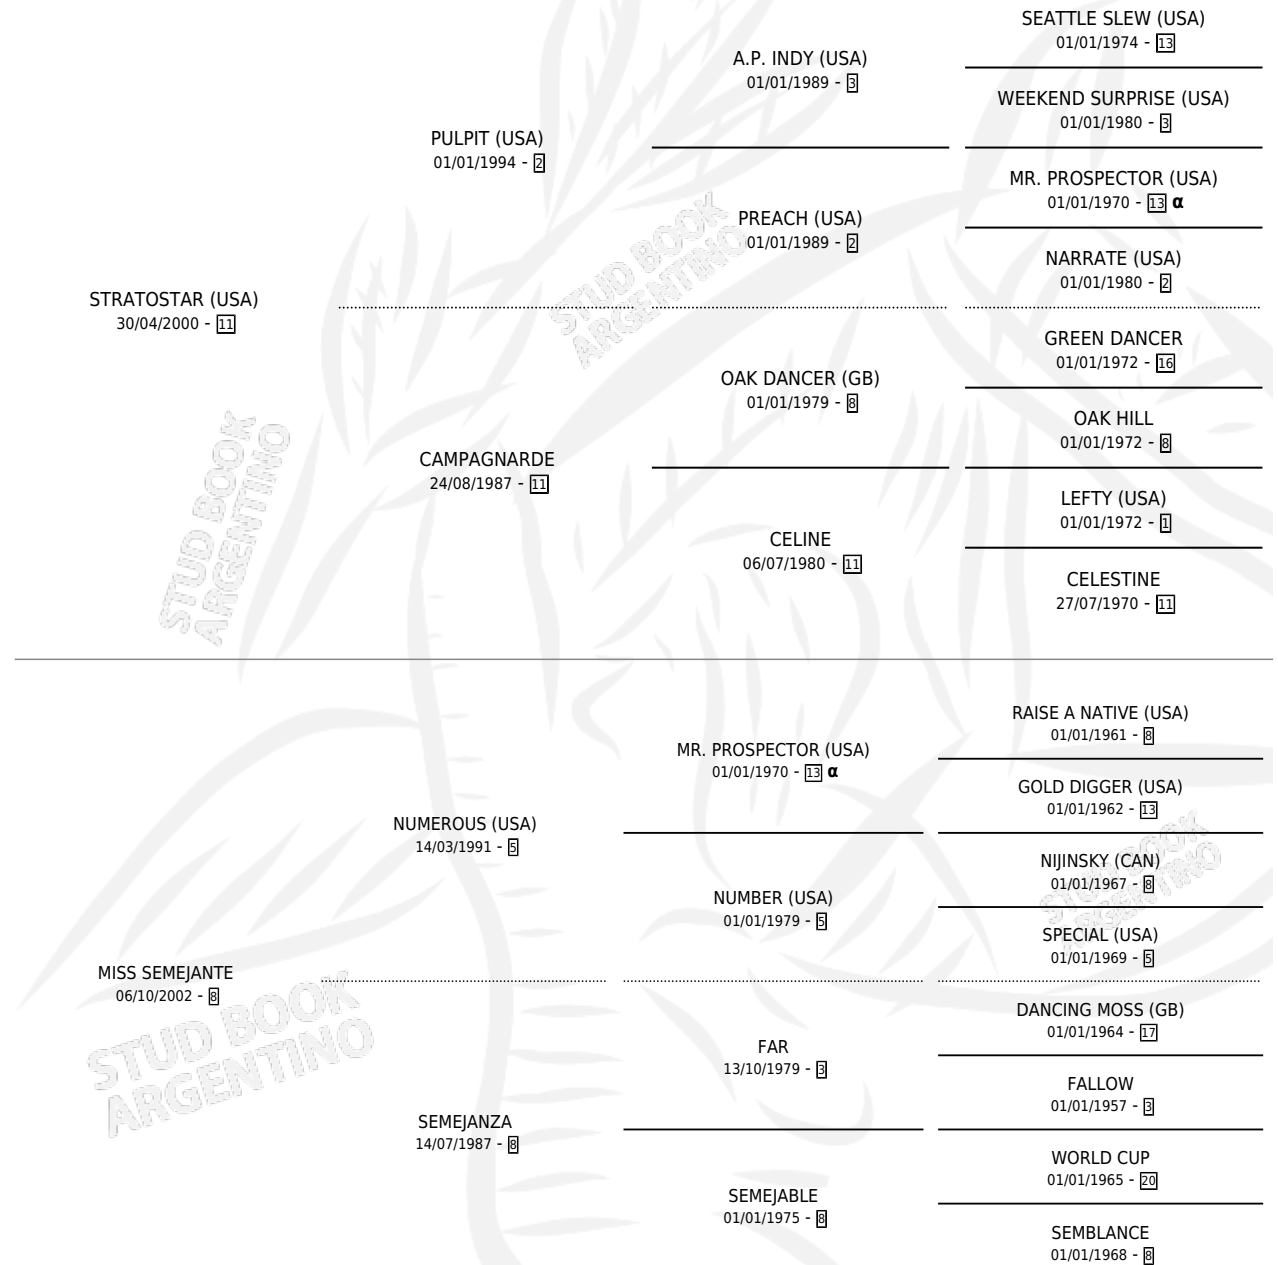 SEATTLE SLEW (USA)
01/01/1974 - 13
A.P. INDY (USA)
01/01/1989 - 3
WEEKEND SURPRISE (USA)
01/01/1980 - 3
PULPIT (USA)
01/01/1994 - 2
MR. PROSPECTOR (USA)
01/01/1970 - 13 α
PREACH (USA)
01/01/1989 - 2
NARRATE (USA)
01/01/1980 - 2
STRATOSTAR (USA)
30/04/2000 - 11
GREEN DANCER
01/01/1972 - 16
OAK DANCER (GB)
01/01/1979 - 8
OAK HILL
01/01/1972 - 8
CAMPAGNARDE
24/08/1987 - 11
LEFTY (USA)
01/01/1972 - 1
CELINE
06/07/1980 - 11
CELESTINE
27/07/1970 - 11
RAISE A NATIVE (USA)
01/01/1961 - 8
MR. PROSPECTOR (USA)
01/01/1970 - 13 α
GOLD DIGGER (USA)
01/01/1962 - 13
NUMEROUS (USA)
14/03/1991 - 5
NIJINSKY (CAN)
01/01/1967 - 8
NUMBER (USA)
01/01/1979 - 5
SPECIAL (USA)
01/01/1969 - 5
MISS SEMEJANTE
06/10/2002 - 8
DANCING MOSS (GB)
01/01/1964 - 17
FAR
13/10/1979 - 3
FALLOW
01/01/1957 - 3
SEMEJANZA
14/07/1987 - 8
WORLD CUP
01/01/1965 - 20
SEMEJABLE
01/01/1975 - 8
SEMBLANCE
01/01/1968 - 8
STUD BOOK
ARGENTINO
STUD BOOK
ARGENTINO
STUD BOOK
ARGENTINO
STUD BOOK
ARGENTINO